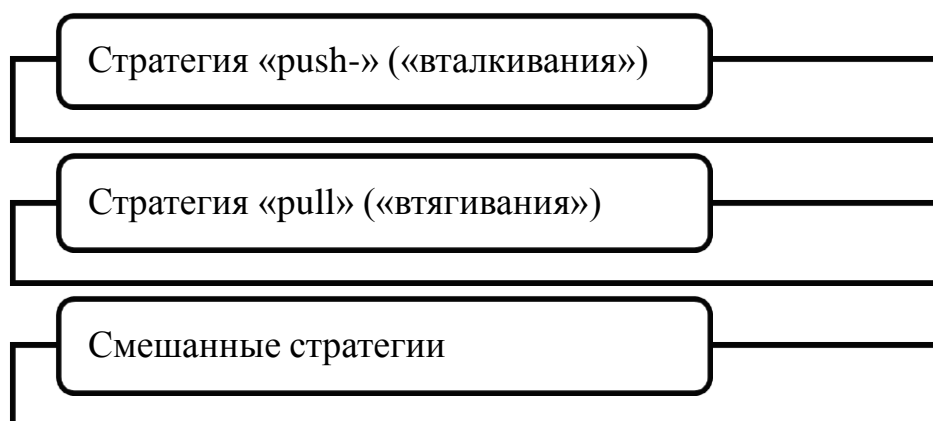 Стратегия «push-» («вталкивания»)
Стратегия «pull» («втягивания»)
Смешанные стратегии